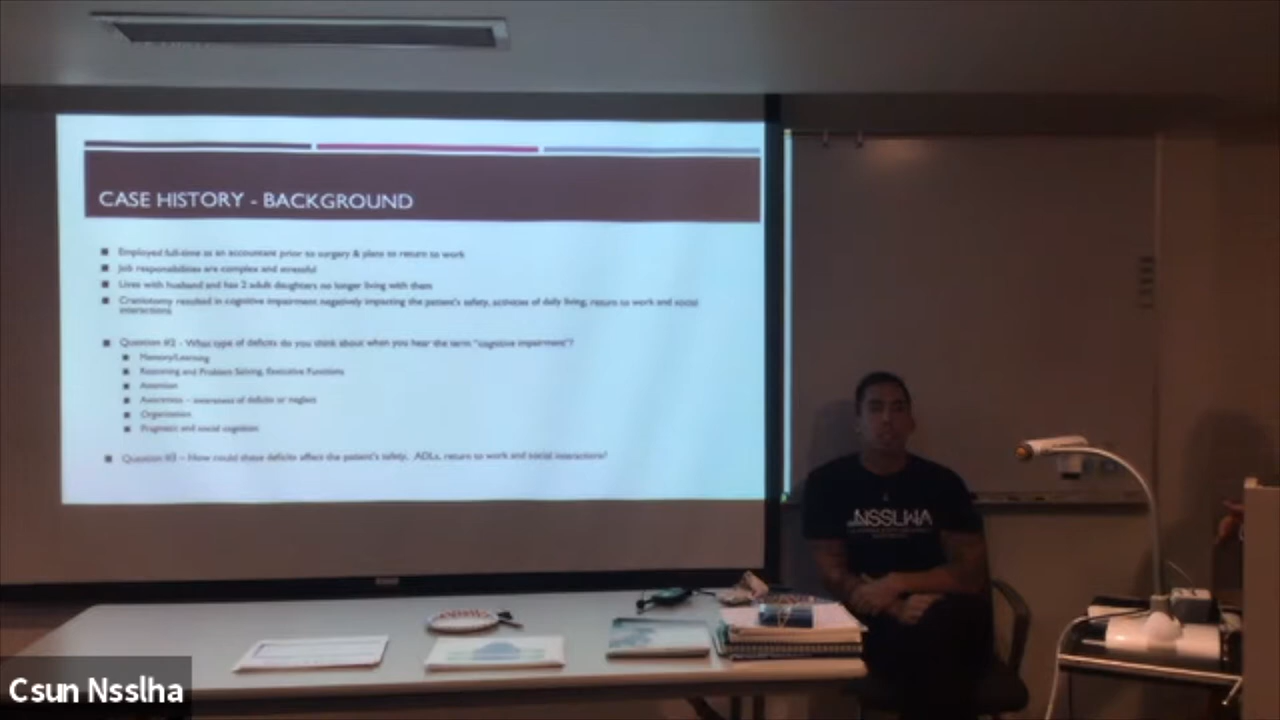 CASE HISTORY - BACKGROUND
Employed full-time as an accountant prior to surgery & plans to return to work
Job responsibilities are complex and stressful
Lives with husband and has 2 adult daughters no longer living with them
Craniotomy resulted in cognitive impairment negatively impacting the patient's safety, activities of daily living, return to work and social
interactions
Question #2 - What type of deficits do you think about when you hear the term "cognitive impairment"?
Memory/Learning
Reasoning and Problem Solving, Executive Functions
Attention
Awareness - awareness of deficits or neglect
Organization
Pragmatic and social cognition
Question #3 - How could these deficits affect the patient's safety, ADLs, return to work and social interactions?
NSSLHA
Csun Nsslha